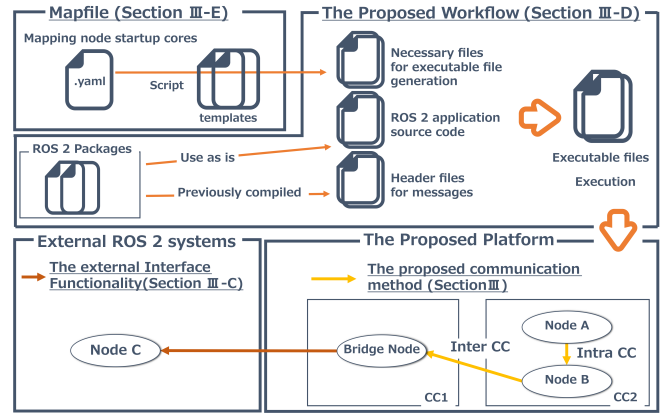 Mapfile (Section Ⅲ-E)
Mapping node startup cores
.yaml
Script
templates
The Proposed Workflow (Section Ⅲ-D)
Necessary files
for executable file
generation
ROS 2 application
source code
Header files
for messages
Executable files
Execution
ROS 2 Packages
Use as is
Previously compiled
External ROS 2 systems
The external Interface
Functionality(Section Ⅲ-C)
Node C
The Proposed Platform
The proposed communication
method (SectionⅢ)
Bridge Node
CC1
Inter CC
Node A
Intra CC
Node B
CC2